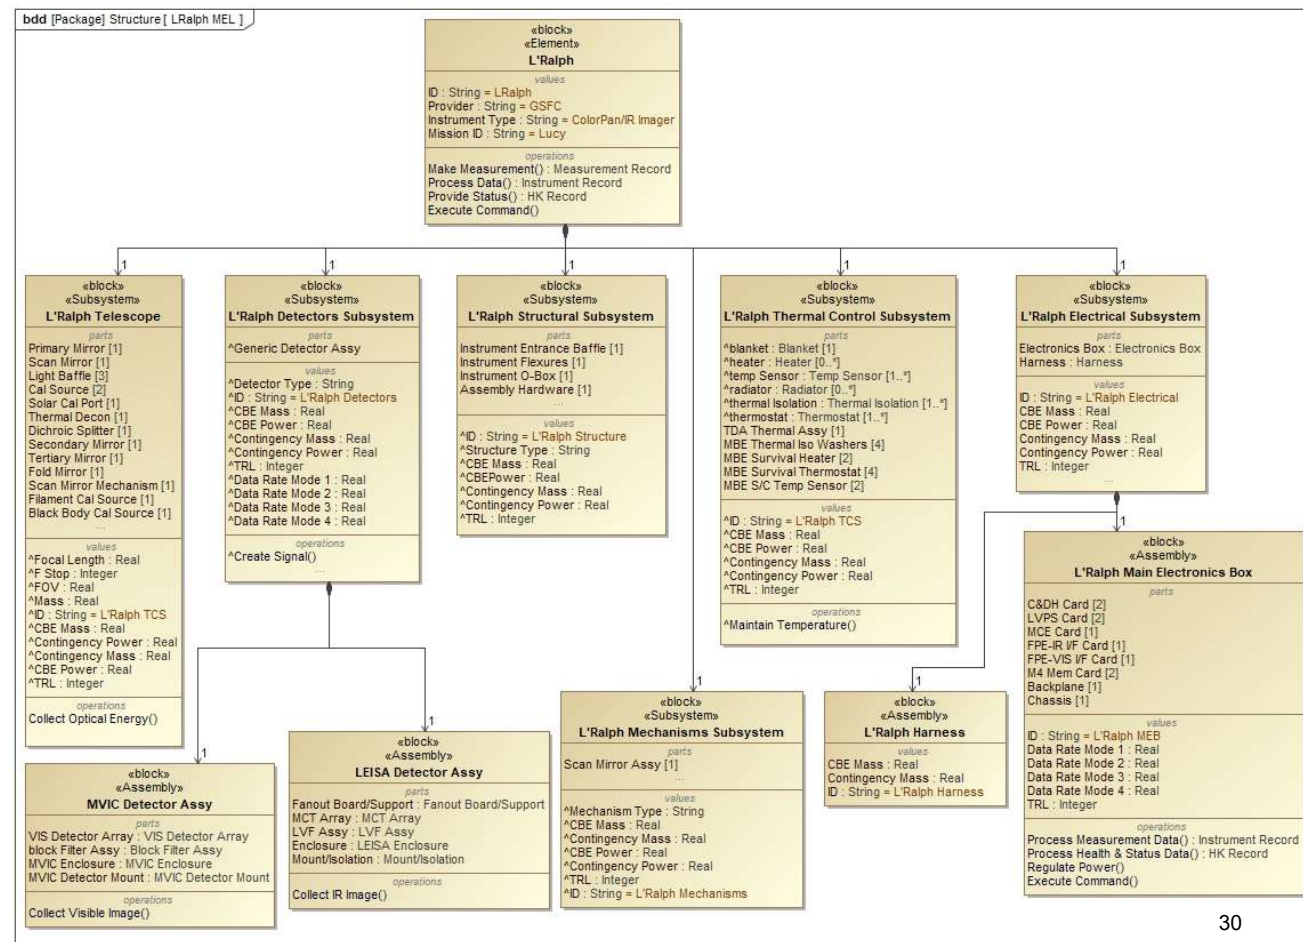 bdd [Package] Structure [ LRalph MEL ]
«block»
«Element»
L'Ralph
values
ID : String = LRalph
Provider : String = GSFC
Instrument Type : String = ColorPan/IR Imager
Mission ID : String = Lucy
operations
Make Measurement() : Measurement Record
Process Data() : Instrument Record
Provide Status() : HK Record
Execute Command()
1
1
1
1
1
1
«block»
«Subsystem»
L'Ralph Telescope
parts
Primary Mirror [1]
Scan Mirror [1]
Light Baffle [3]
Cal Source [2]
Solar Cal Port [1]
Thermal Decon [1]
Dichroic Splitter [1]
Secondary Mirror [1]
Tertiary Mirror [1]
Fold Mirror [1]
Scan Mirror Mechanism [1]
Filament Cal Source [1]
Black Body Cal Source [1]
...
values
^Focal Length : Real
^F Stop : Integer
^FOV : Real
^Mass : Real
^ID : String = L'Ralph TCS
^CBE Mass : Real
^Contingency Power : Real
^Contingency Mass : Real
^CBE Power : Real
^TRL : Integer
operations
Collect Optical Energy()
«block»
«Subsystem»
L'Ralph Detectors Subsystem
parts
^Generic Detector Assy
values
^Detector Type : String
^ID : String = L'Ralph Detectors
^CBE Mass : Real
^CBE Power : Real
^Contingency Mass : Real
^Contingency Power : Real
^TRL : Integer
^Data Rate Mode 1 : Real
^Data Rate Mode 2 : Real
^Data Rate Mode 3 : Real
^Data Rate Mode 4 : Real
operations
^Create Signal()
...
«block»
«Subsystem»
L'Ralph Structural Subsystem
parts
Instrument Entrance Baffle [1]
Instrument Flexures [1]
Instrument O-Box [1]
Assembly Hardware [1]
...
values
^ID : String = L'Ralph Structure
^Structure Type : String
^CBE Mass : Real
^CBEPower : Real
^Contingency Mass : Real
^Contingency Power : Real
^TRL : Integer
«block»
«Subsystem»
L'Ralph Thermal Control Subsystem
parts
^blanket : Blanket [1]
^heater : Heater [0..*]
^temp Sensor : Temp Sensor [1..*]
^radiator : Radiator [0..*]
^thermal Isolation : Thermal Isolation [1..*]
^thermostat : Thermostat [1..*]
TDA Thermal Assy [1]
MBE Thermal Iso Washers [4]
MBE Survival Heater [2]
MBE Survival Thermostat [4]
MBE S/C Temp Sensor [2]
values
^ID : String = L'Ralph TCS
^CBE Mass : Real
^CBE Power : Real
^Contingency Mass : Real
^Contingency Power : Real
^TRL : Integer
operations
^Maintain Temperature()
«block»
«Subsystem»
L'Ralph Electrical Subsystem
parts
Electronics Box : Electronics Box
Harness : Harness
values
ID : String = L'Ralph Electrical
CBE Mass : Real
CBE Power : Real
Contingency Mass : Real
Contingency Power : Real
TRL : Integer
...
1
1
1
1
«block»
«Assembly»
MVIC Detector Assy
parts
VIS Detector Array : VIS Detector Array
block Filter Assy : Block Filter Assy
MVIC Enclosure : MVIC Enclosure
MVIC Detector Mount : MVIC Detector Mount
operations
Collect Visible Image()
«block»
«Assembly»
LEISA Detector Assy
parts
Fanout Board/Support : Fanout Board/Support
MCT Array : MCT Array
LVF Assy : LVF Assy
Enclosure : LEISA Enclosure
Mount/Isolation : Mount/Isolation
operations
Collect IR Image()
«block»
«Subsystem»
L'Ralph Mechanisms Subsystem
parts
Scan Mirror Assy [1]
...
values
^Mechanism Type : String
^CBE Mass : Real
^Contingency Mass : Real
^CBE Power : Real
^Contingency Power : Real
^TRL : Integer
^ID : String = L'Ralph Mechanisms
«block»
«Assembly»
L'Ralph Harness
values
CBE Mass : Real
Contingency Mass : Real
ID : String = L'Ralph Harness
«block»
«Assembly»
L'Ralph Main Electronics Box
parts
C&DH Card [2]
LVPS Card [2]
MCE Card [1]
FPE-IR I/F Card [1]
FPE-VIS I/F Card [1]
M4 Mem Card [2]
Backplane [1]
Chassis [1]
values
ID : String = L'Ralph MEB
Data Rate Mode 1 : Real
Data Rate Mode 2 : Real
Data Rate Mode 3 : Real
Data Rate Mode 4 : Real
TRL : Integer
operations
Process Measurement Data() : Instrument Record
Process Health & Status Data() : HK Record
Regulate Power()
Execute Command()
30